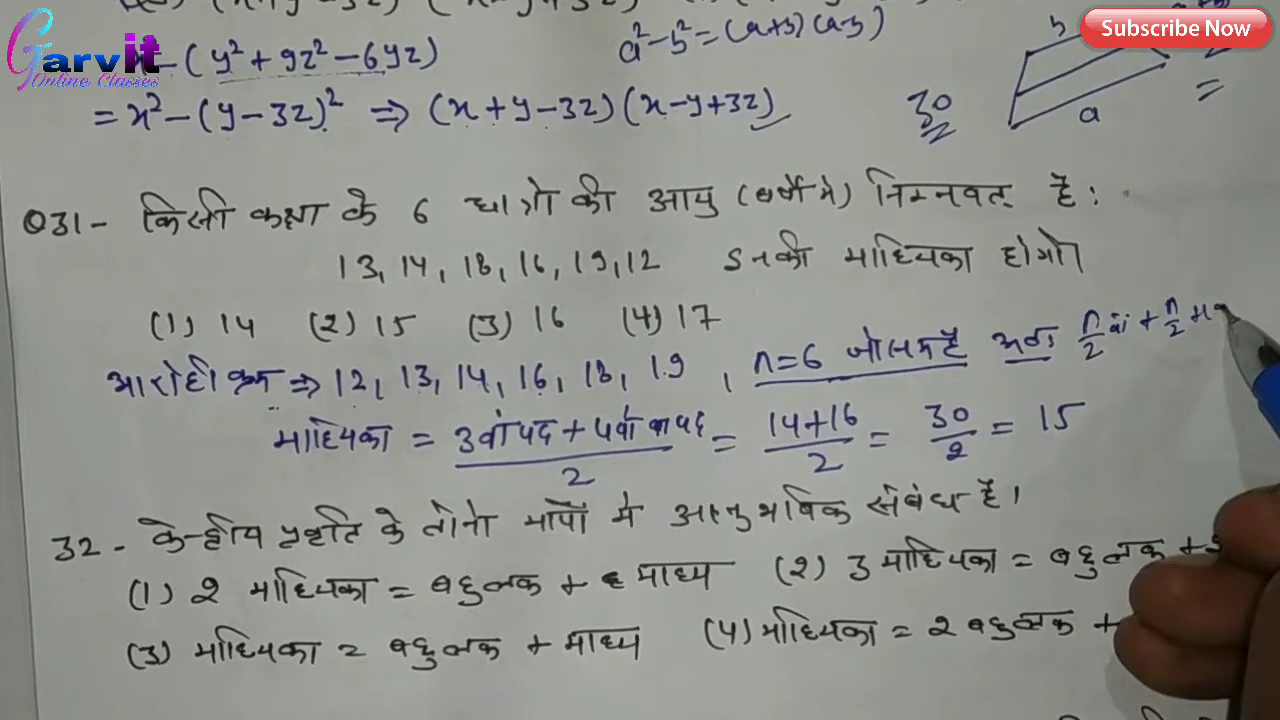 Subscribe Now
Garvit
Online Classes
a²-b²=(a+b)(a-b)
-(y²+9z²-6yz)
= x²-(y-3z)² ⇒ (x+y-3z)(x-y+3z)
30
b
a
Q31- किसी कक्षा के 6 छात्रो की आयु (वर्षो मे) निम्नवत् है:
13, 14, 18, 16, 19, 12 इनकी माध्यिका होगी।
(1) 14 (2) 15 (3) 16 (4) 17
आरोही क्रम ⇒ 12, 13, 14, 16, 18, 19, n=6 जो सम है अतः n/2 वां + n/2 +1
माध्यिका = 3वां पद + 4वां का पद / 2 = 14+16 / 2 = 30/2 = 15
32 - केन्द्रीय प्रवृति के तीनो मापों मे आनुभविक संबंध है।
(1) 2 माध्यिका = बहुलक + माध्य (2) 3 माध्यिका = बहुलक +
(3) माध्यिका = बहुलक + माध्य (4) माध्यिका = 2 बहुलक +